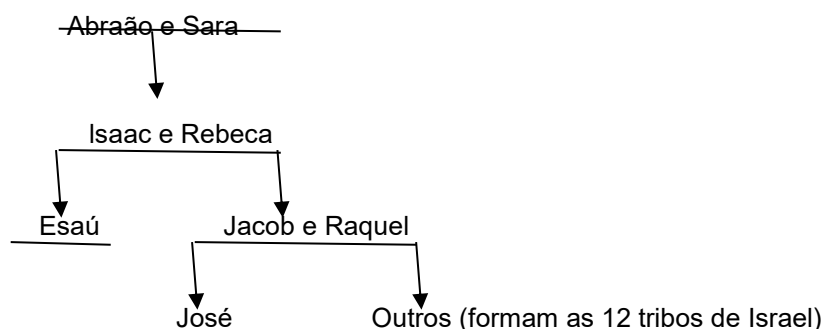 Abraão e Sara
Isaac e Rebeca
Esaú
Jacob e Raquel
José
Outros (formam as 12 tribos de Israel)